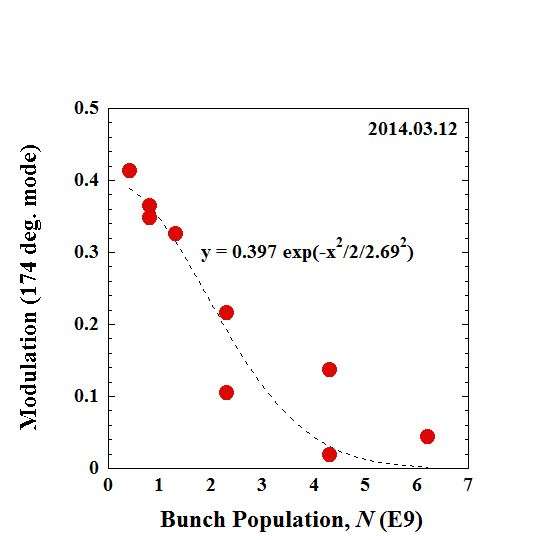 0.5
0.4
0.3
0.2
0.1
0
2014.03.12
y = 0.397 exp(-x²/2/2.69²)
Modulation (174 deg. mode)
0 1 2 3 4 5 6 7
Bunch Population, N (E9)